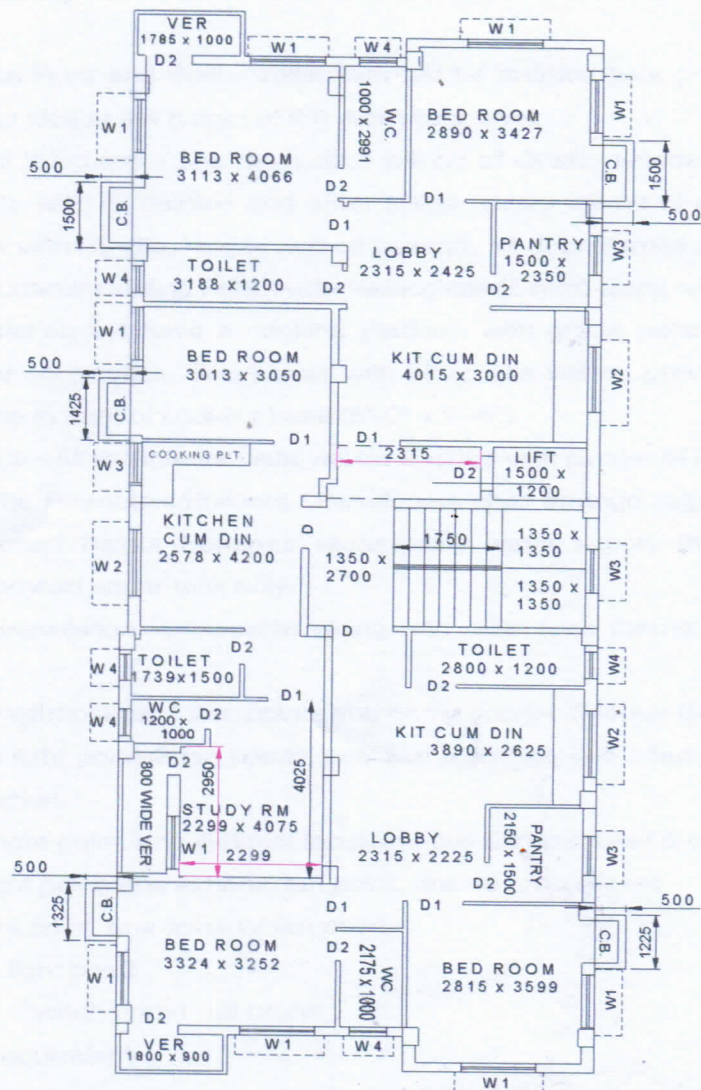 VER
1785 x 1000
D2
W1
W4
W1
W1
1000 x 299
WC
BED ROOM
2890 x 3427
W1
500
C.B.
1500
BED ROOM
3113 x 4066
D2
D1
D1
C.B.
1500
500
W4
TOILET
3188 x 1200
D2
LOBBY
2315 x 2425
PANTRY
1500 x
2350
W2
D2
D2
W1
BED ROOM
3013 x 3050
KIT CUM DIN
4015 x 3000
W2
500
C.B.
1425
D1
D1
2315
D2
LIFT
1500 x
1200
W3
COOKING PLT.
KITCHEN
CUM DIN
2578 x 4200
W2
D
1350 x
2700
1750
1350 x
1350
1350 x
1350
W3
D
W4
TOILET
1739x1500
D2
TOILET
2800 x 1200
W4
D2
D1
W4
WC
1200 x
1000
D2
KIT CUM DIN
3890 x 2625
W2
D2
800 WIDE VER
2950
4025
STUDY RM
2299 x 4075
W1
2299
LOBBY
2315 x 2225
PANTRY
2150 x 1500
W3
500
C.B.
1325
D2
500
D1
D1
BED ROOM
3324 x 3252
D2
WC
2175 x 1000
BED ROOM
2815 x 3599
C.B.
1225
W1
W1
D2
VER
1800 x 900
W1
W4
W1